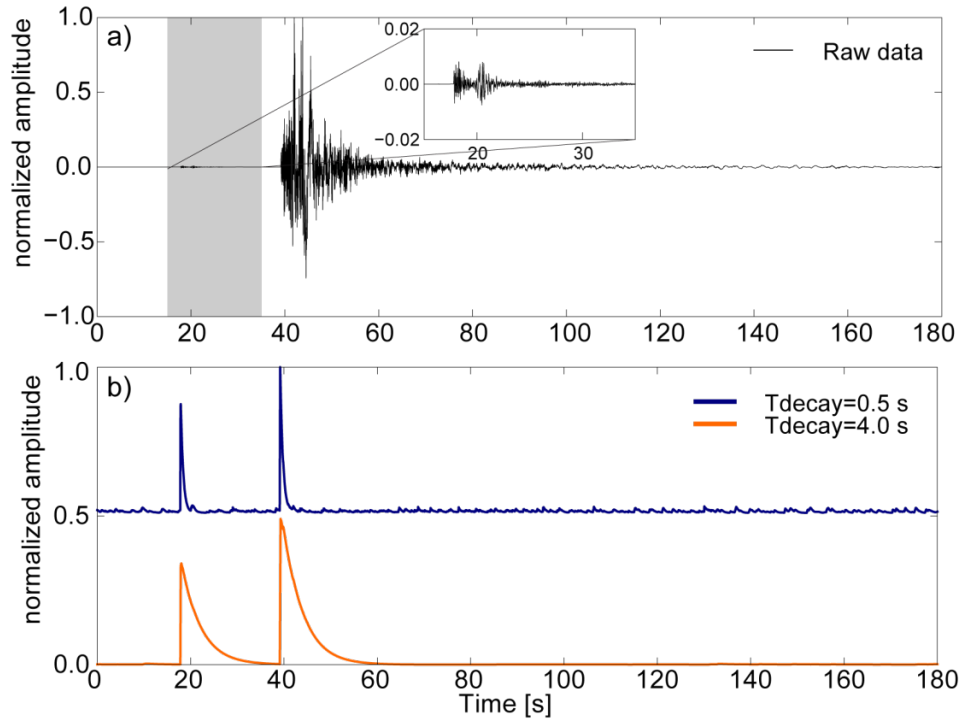 a)
normalized amplitude
1.0
0.5
0.0
−0.5
−1.0
0.02
0.00
−0.02
20 30
Raw data
0 20 40 60 80 100 120 140 160 180
b)
normalized amplitude
1.0
0.5
0.0
Tdecay=0.5 s
Tdecay=4.0 s
0 20 40 60 80 100 120 140 160 180
Time [s]